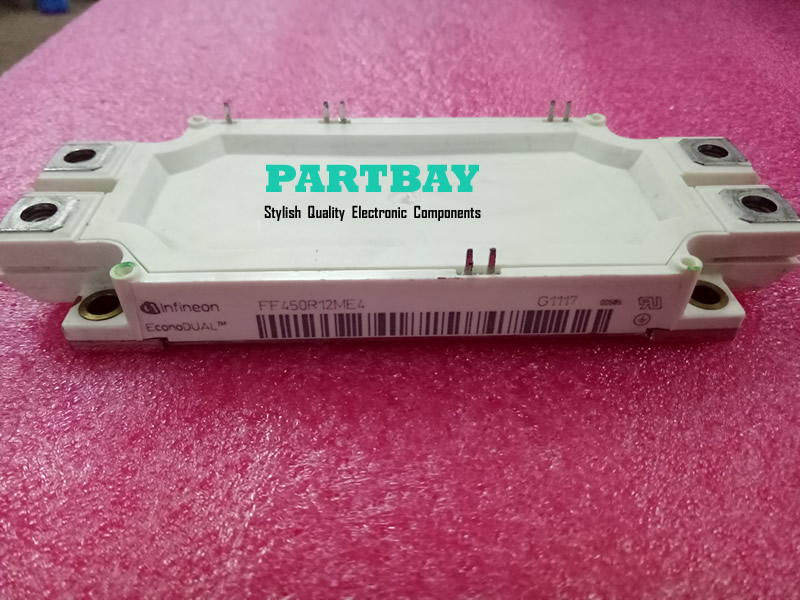 PARTBAY
Stylish Quality Electronic Components
infineon FF450R12ME4 G1117
EconoDUAL™